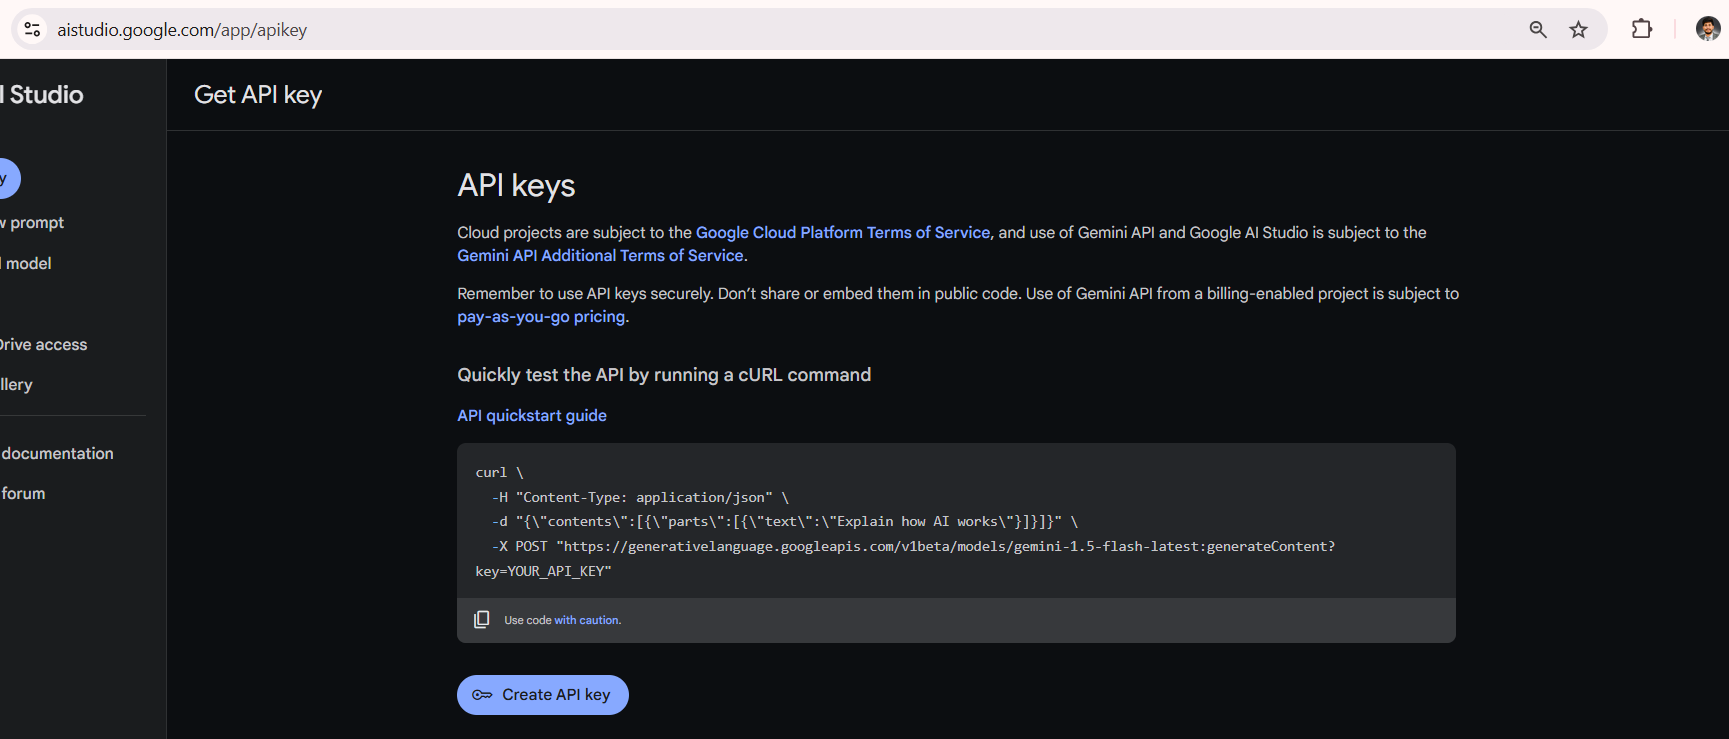 aistudio.google.com/app/apikey
I Studio
Get API key
y
API keys
w prompt
Cloud projects are subject to the Google Cloud Platform Terms of Service, and use of Gemini API and Google AI Studio is subject to the
Gemini API Additional Terms of Service.
l model
Remember to use API keys securely. Don’t share or embed them in public code. Use of Gemini API from a billing-enabled project is subject to
pay-as-you-go pricing.
Drive access
Quickly test the API by running a cURL command
llery
API quickstart guide
documentation
forum
curl \
-H "Content-Type: application/json" \
-d "{\"contents\":[{\"parts\":[{\"text\":\"Explain how AI works\"}]}]}" \
-X POST "https://generativelanguage.googleapis.com/v1beta/models/gemini-1.5-flash-latest:generateContent?
key=YOUR_API_KEY"
Use code with caution.
Create API key